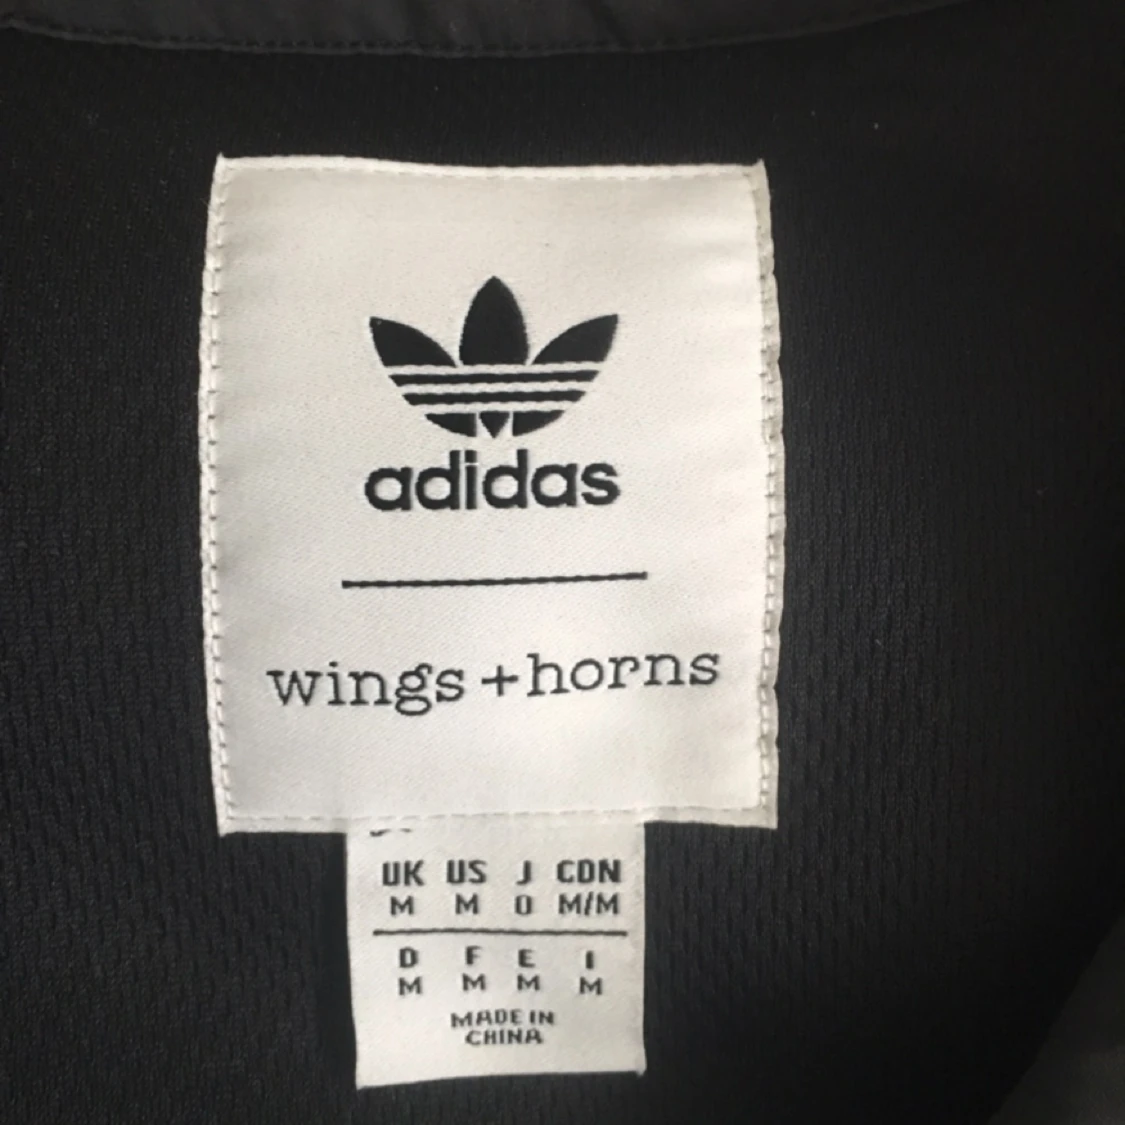 adidas
wings+horns
UK US J CDN
M M O M/M
D F E I
M M M M
MADE IN
CHINA